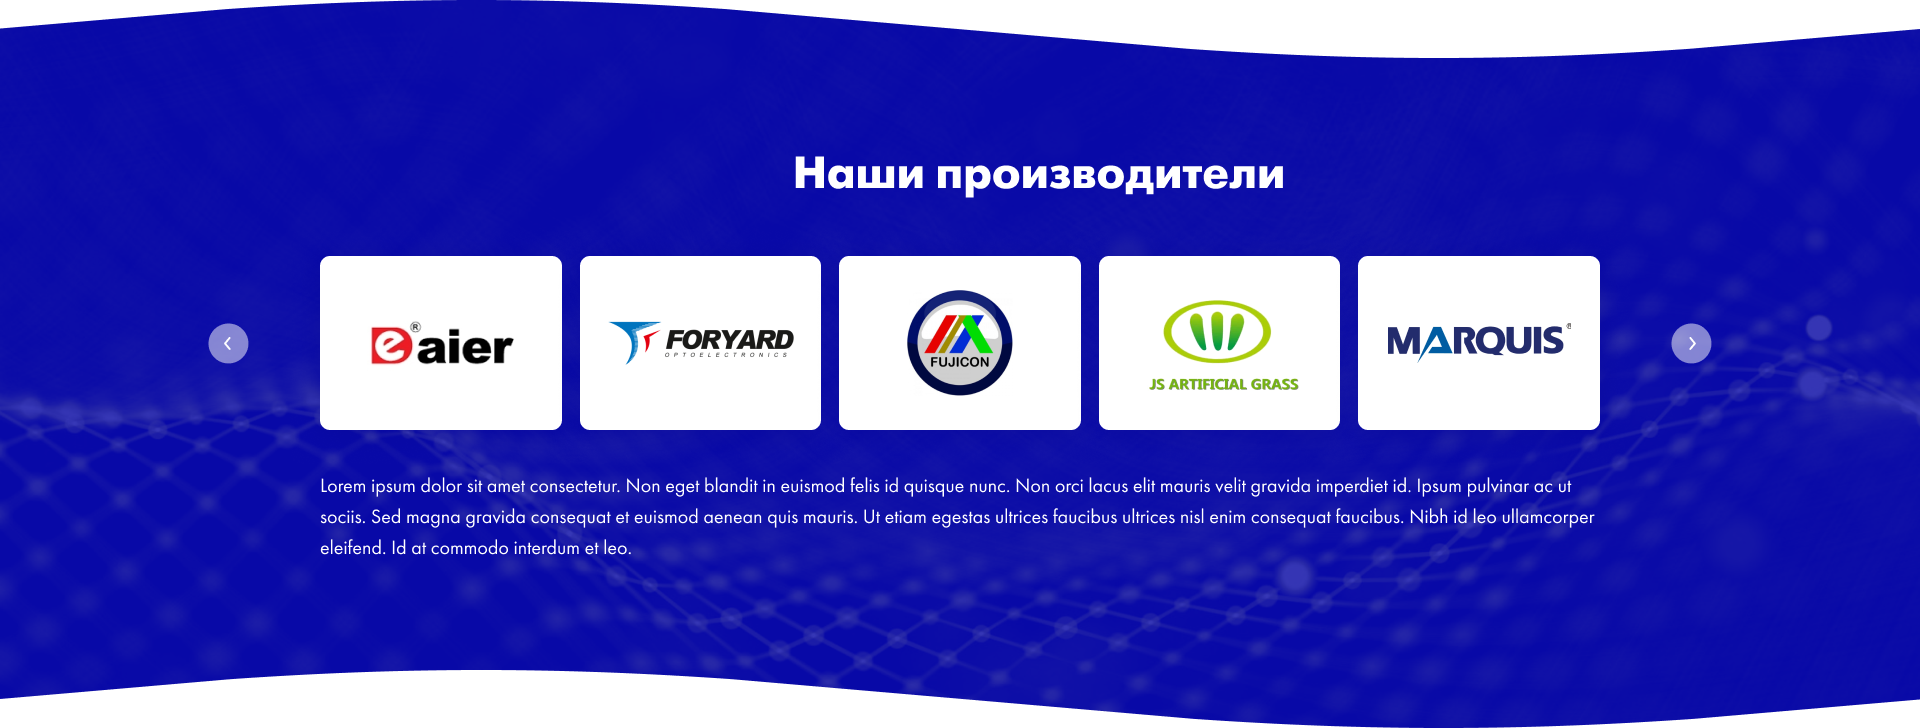 Наши производители
eaier®
FORYARD
OPTOELECTRONICS
FUJICON
JS ARTIFICIAL GRASS
MARQUIS®
Lorem ipsum dolor sit amet consectetur. Non eget blandit in euismod felis id quisque nunc. Non orci lacus elit mauris velit gravida imperdiet id. Ipsum pulvinar ac ut
sociis. Sed magna gravida consequat et euismod aenean quis mauris. Ut etiam egestas ultrices faucibus ultrices nisl enim consequat faucibus. Nibh id leo ullamcorper
eleifend. Id at commodo interdum et leo.